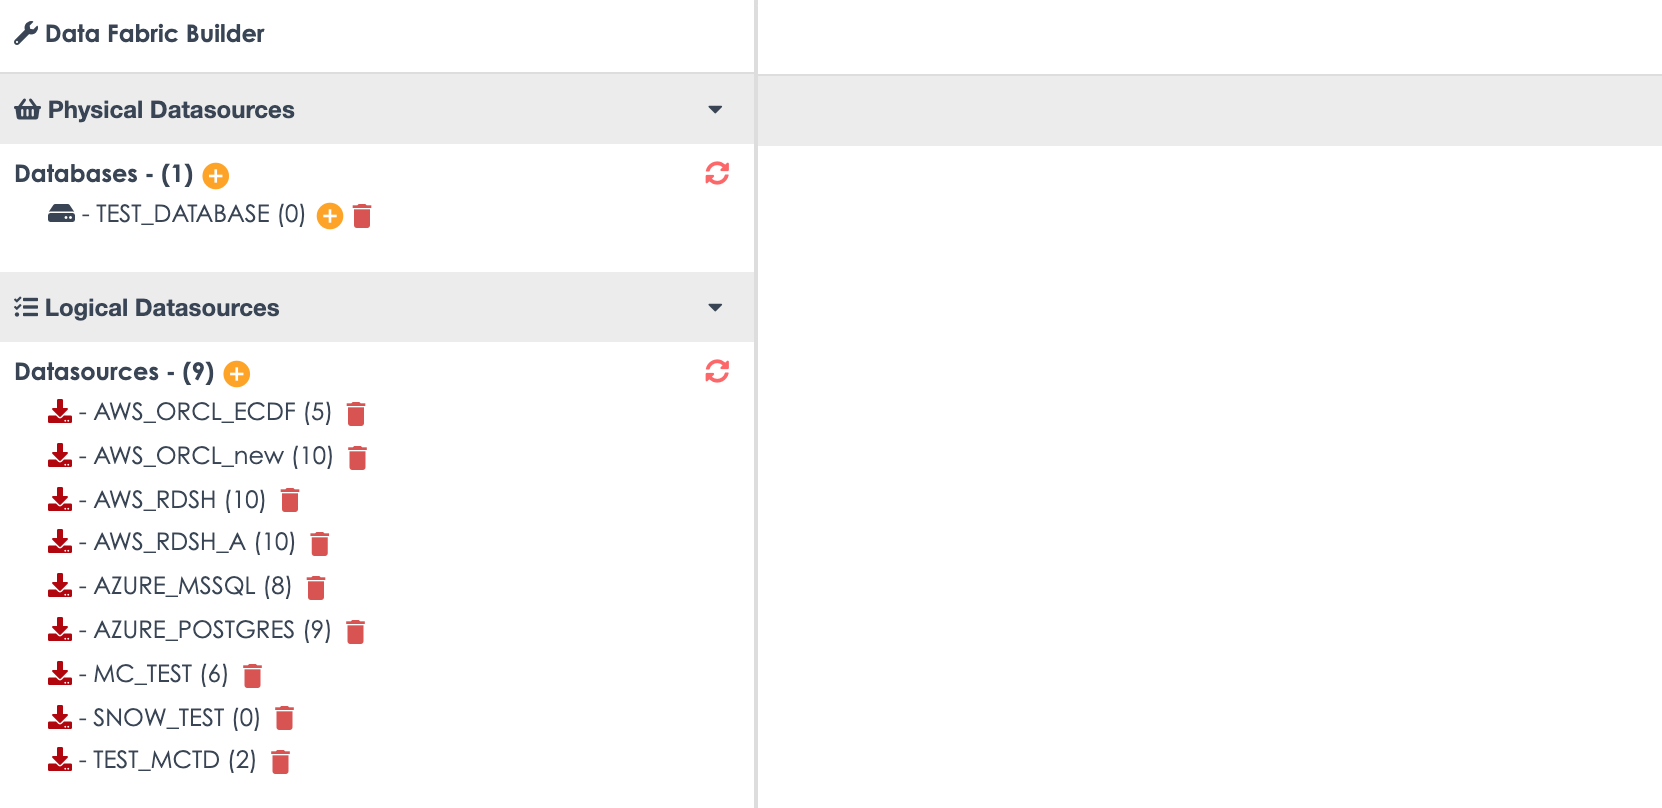 Data Fabric Builder
Physical Datasources
Databases - (1)
- TEST_DATABASE (0)
Logical Datasources
Datasources - (9)
- AWS_ORCL_ECDF (5)
- AWS_ORCL_new (10)
- AWS_RDSH (10)
- AWS_RDSH_A (10)
- AZURE_MSSQL (8)
- AZURE_POSTGRES (9)
- MC_TEST (6)
- SNOW_TEST (0)
- TEST_MCTD (2)